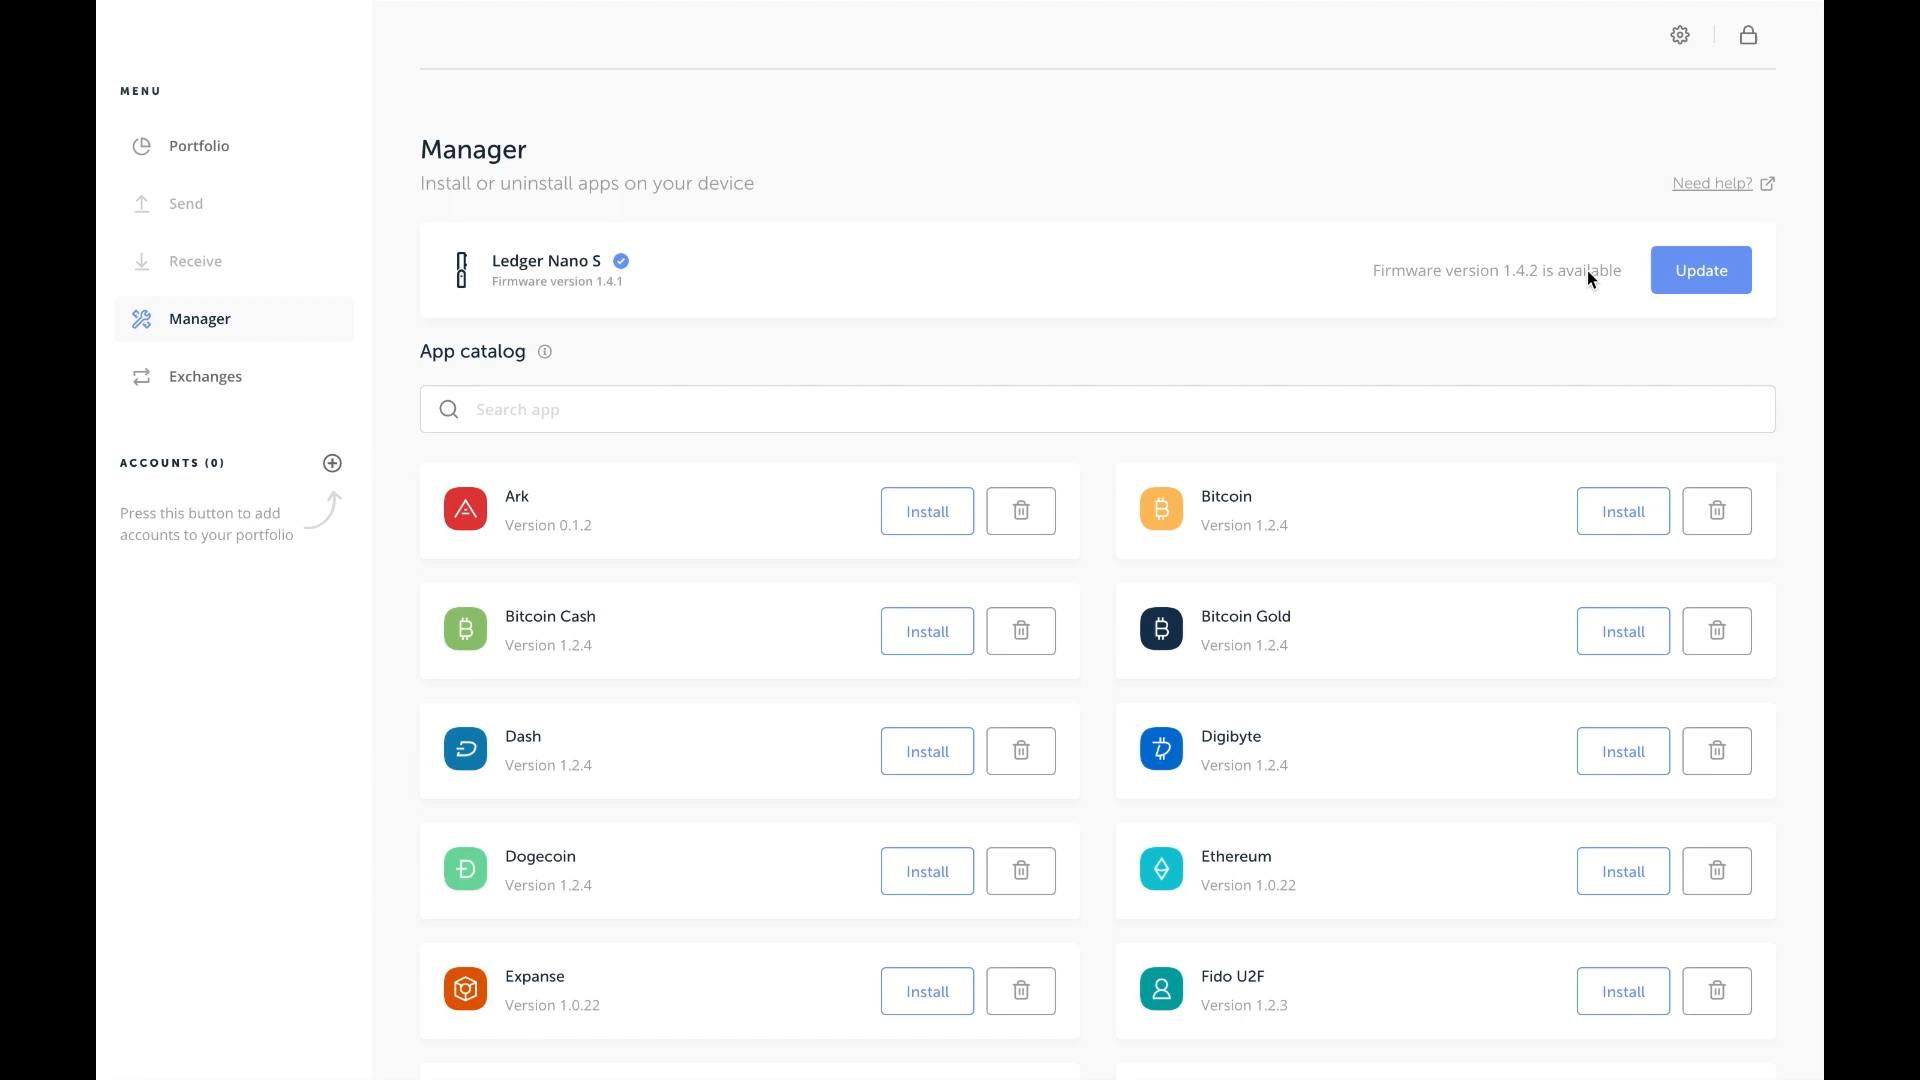 MENU
Portfolio
Send
Receive
Manager
Exchanges
ACCOUNTS (0)
Press this button to add
accounts to your portfolio
Manager
Install or uninstall apps on your device
Need help?
Ledger Nano S
Firmware version 1.4.1
Firmware version 1.4.2 is available
Update
App catalog
Search app
Ark
Version 0.1.2
Install
Bitcoin
Version 1.2.4
Install
Bitcoin Cash
Version 1.2.4
Install
Bitcoin Gold
Version 1.2.4
Install
Dash
Version 1.2.4
Install
Digibyte
Version 1.2.4
Install
Dogecoin
Version 1.2.4
Install
Ethereum
Version 1.0.22
Install
Expanse
Version 1.0.22
Install
Fido U2F
Version 1.2.3
Install